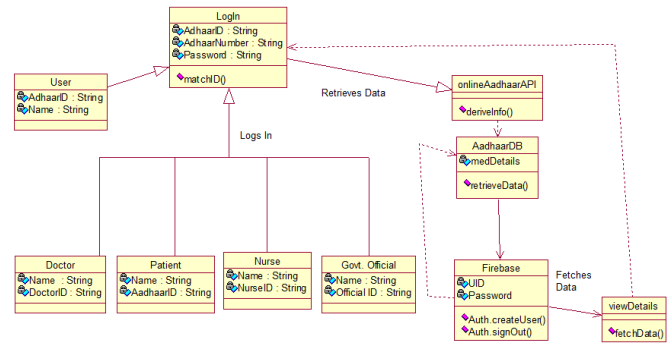 LogIn
AdhaarID : String
AdhaarNumber : String
Password : String
matchID()
User
AdhaarID : String
Name : String
Retrieves Data
onlineAadhaarAPI
deriveInfo()
Logs In
AadhaarDB
medDetails
retrieveData()
Doctor
Name : String
DoctorID : String
Patient
Name : String
AadhaarID : String
Nurse
Name : String
NurseID : String
Govt. Official
Name : String
Official ID : String
Firebase
UID
Password
Auth.createUser()
Auth.signOut()
Fetches
Data
viewDetails
fetchData()